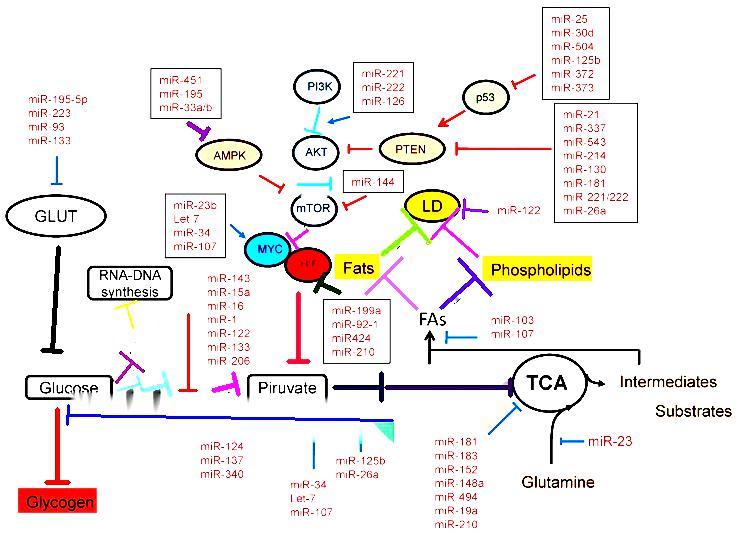 miR-25
miR-30d
miR-504
miR-125b
miR-372
miR-373
miR-451
miR-195
miR-33a/b
PI3K
miR-221
miR-222
miR-126
p53
miR-195-5p
miR-223
miR-93
miR-133
miR-21
miR-337
miR-543
miR-214
miR-130
miR-181
miR-221/222
miR-26a
AMPK
AKT
PTEN
miR-144
GLUT
miR-23b
Let 7
miR-34
miR-107
mTOR
LD
miR-122
MYC
Fats
Phospholipids
RNA-DNA
synthesis
miR-143
miR-15a
miR-16
miR-1
miR-122
miR-133
miR-206
miR-199a
miR-92-1
miR424
miR-210
FAs
miR-103
miR-107
Glucose
Piruvate
TCA
Intermediates
Substrates
miR-124
miR-137
miR-340
miR-125b
miR-26a
miR-34
Let-7
miR-107
miR-181
miR-183
miR-152
miR-148a
miR-494
miR-19a
miR-210
miR-23
Glutamine
Glycogen